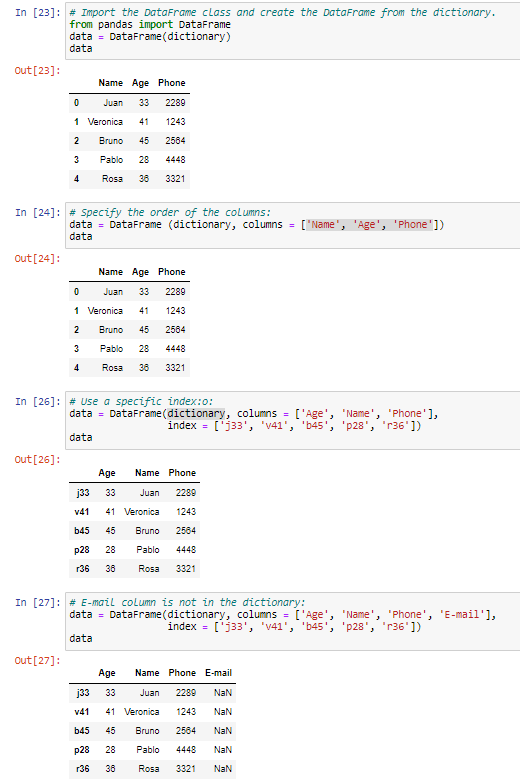 In [23]: # Import the DataFrame class and create the DataFrame from the dictionary.
from pandas import DataFrame
data = DataFrame(dictionary)
data
Out[23]:
Name Age Phone
0 Juan 33 2289
1 Veronica 41 1243
2 Bruno 45 2564
3 Pablo 28 4448
4 Rosa 36 3321
In [24]: # Specify the order of the columns:
data = DataFrame (dictionary, columns = ['Name', 'Age', 'Phone'])
data
Out[24]:
Name Age Phone
0 Juan 33 2289
1 Veronica 41 1243
2 Bruno 45 2564
3 Pablo 28 4448
4 Rosa 36 3321
In [26]: # Use a specific index:o:
data = DataFrame(dictionary, columns = ['Age', 'Name', 'Phone'],
index = ['j33', 'v41', 'b45', 'p28', 'r36'])
data
Out[26]:
Age Name Phone
j33 33 Juan 2289
v41 41 Veronica 1243
b45 45 Bruno 2564
p28 28 Pablo 4448
r36 36 Rosa 3321
In [27]: # E-mail column is not in the dictionary:
data = DataFrame(dictionary, columns = ['Age', 'Name', 'Phone', 'E-mail'],
index = ['j33', 'v41', 'b45', 'p28', 'r36'])
data
Out[27]:
Age Name Phone E-mail
j33 33 Juan 2289 NaN
v41 41 Veronica 1243 NaN
b45 45 Bruno 2564 NaN
p28 28 Pablo 4448 NaN
r36 36 Rosa 3321 NaN